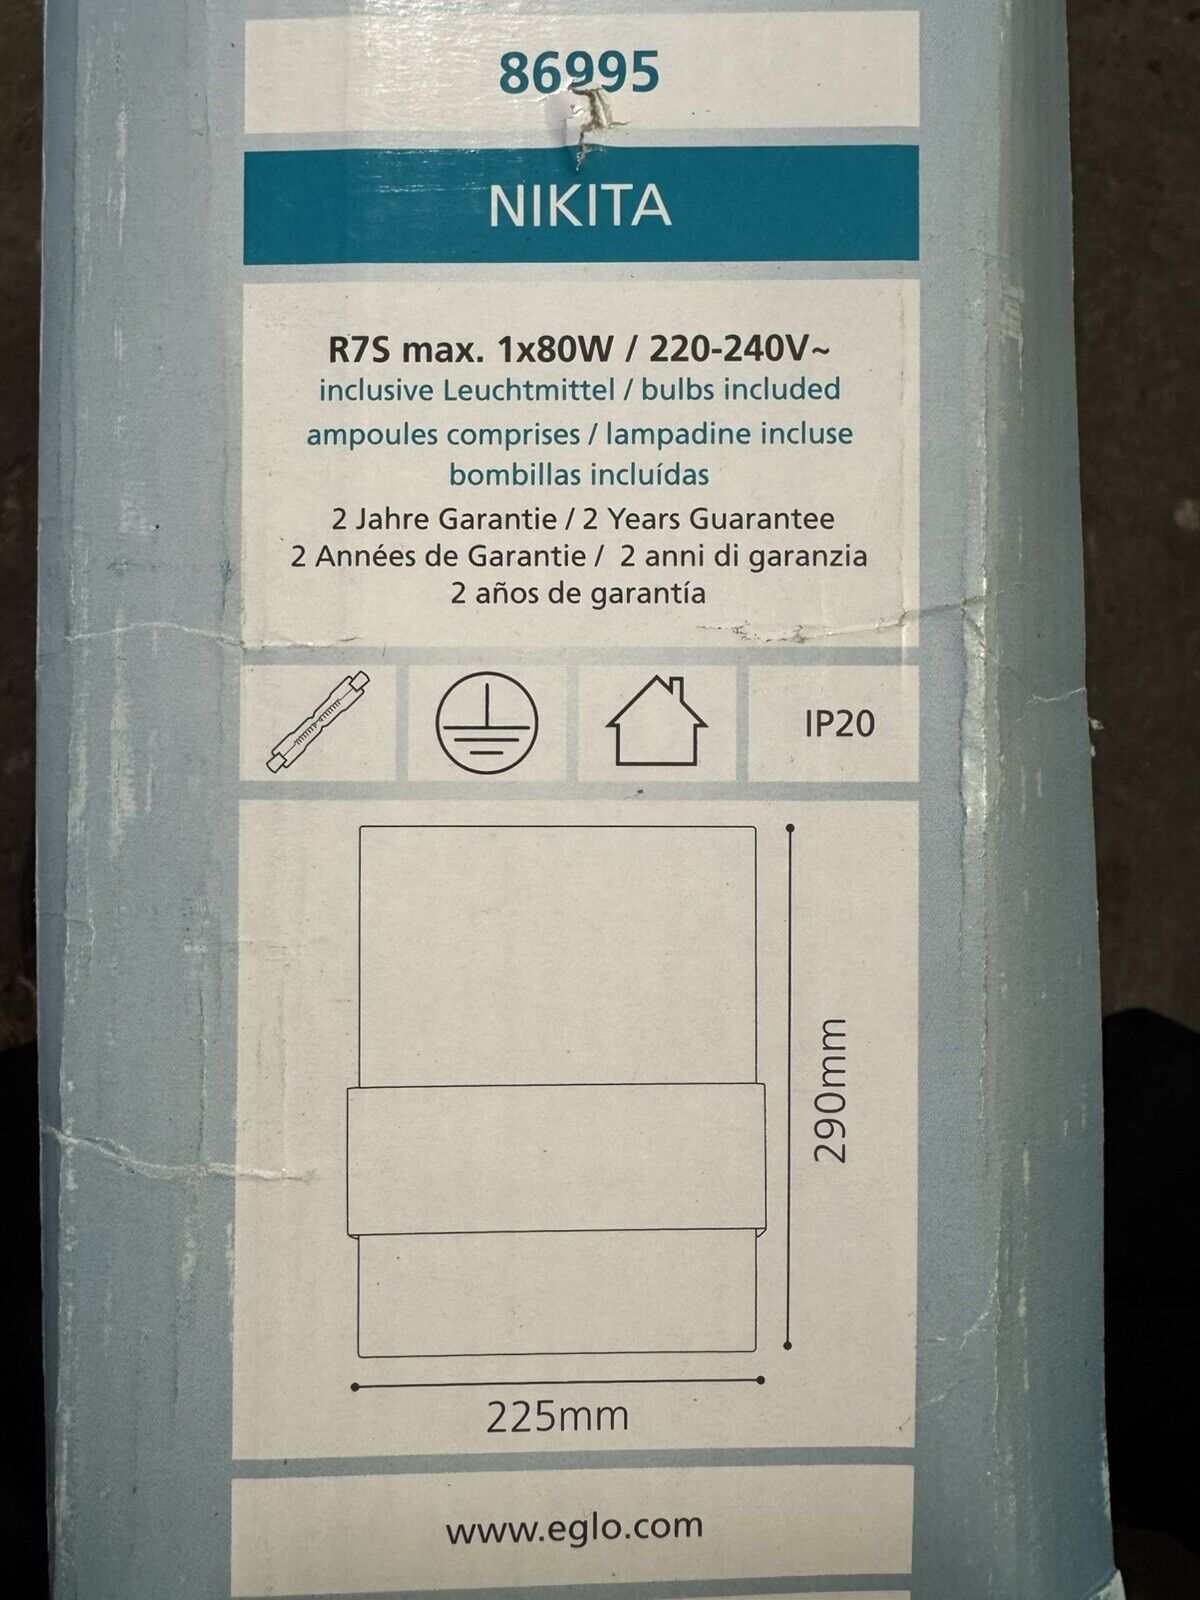 86995
NIKITA
R7S max. 1x80W / 220-240V~
inclusive Leuchtmittel / bulbs included
ampoules comprises / lampadine incluse
bombillas incluídas
2 Jahre Garantie / 2 Years Guarantee
2 Années de Garantie / 2 anni di garanzia
2 años de garantía
IP20
290mm
225mm
www.eglo.com